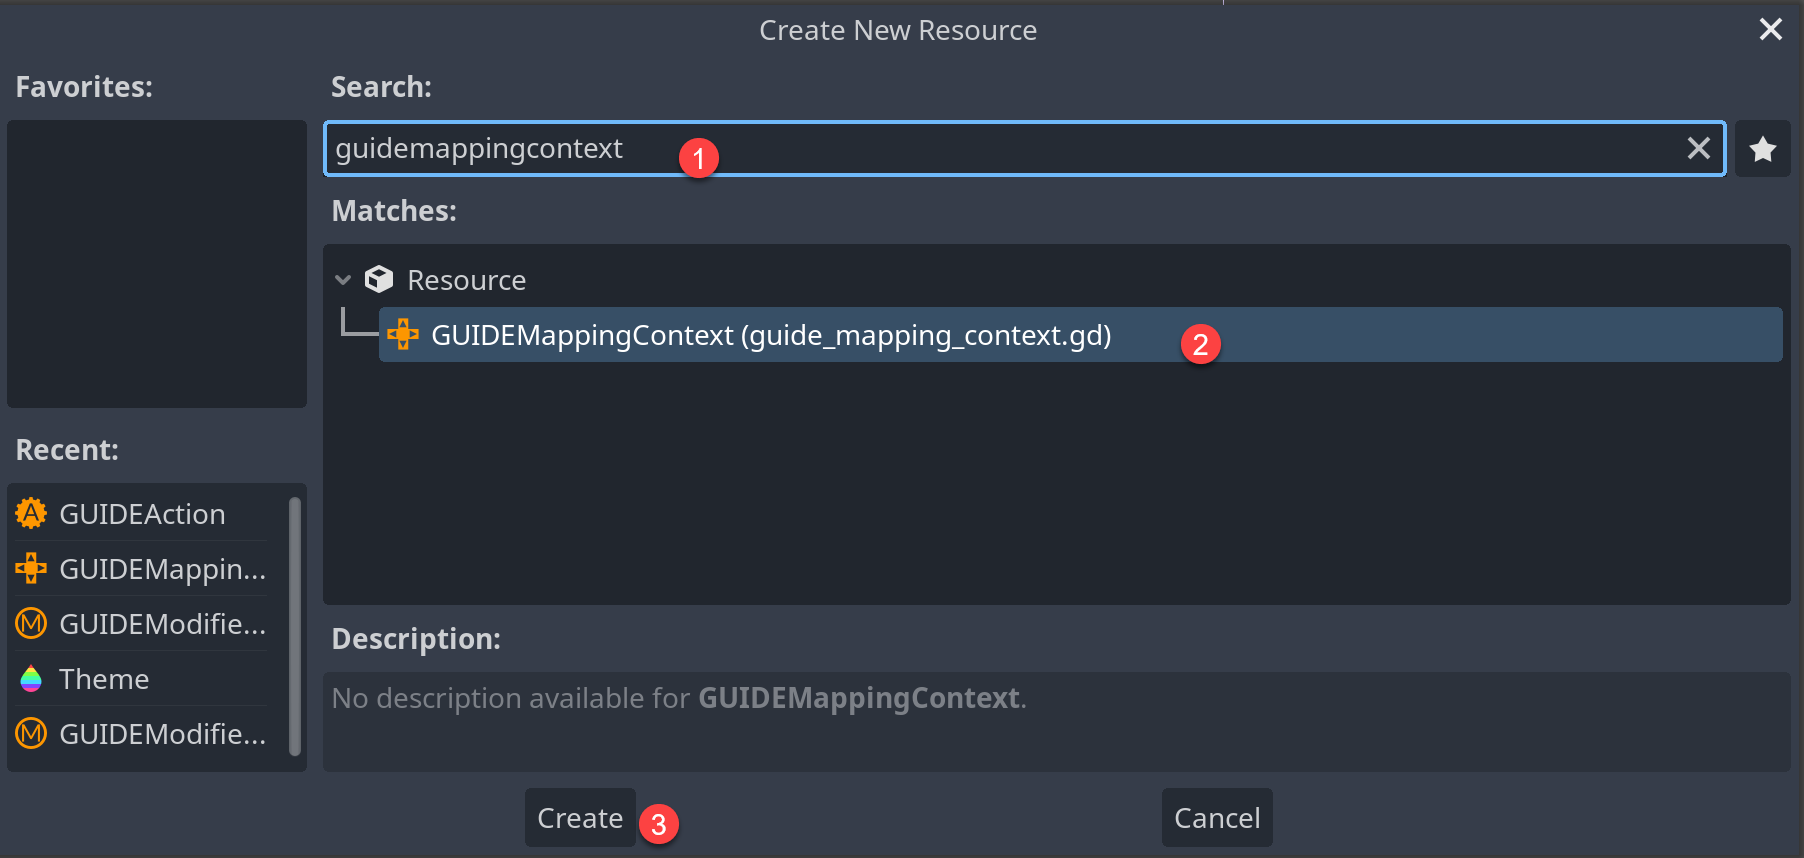 Create New Resource
Favorites:
Search:
guidemappingcontext
1
Matches:
Resource
GUIDEMappingContext (guide_mapping_context.gd)
2
Recent:
GUIDEAction
GUIDEMappin...
GUIDEModifie...
Theme
GUIDEModifie...
Description:
No description available for GUIDEMappingContext.
Create
3
Cancel